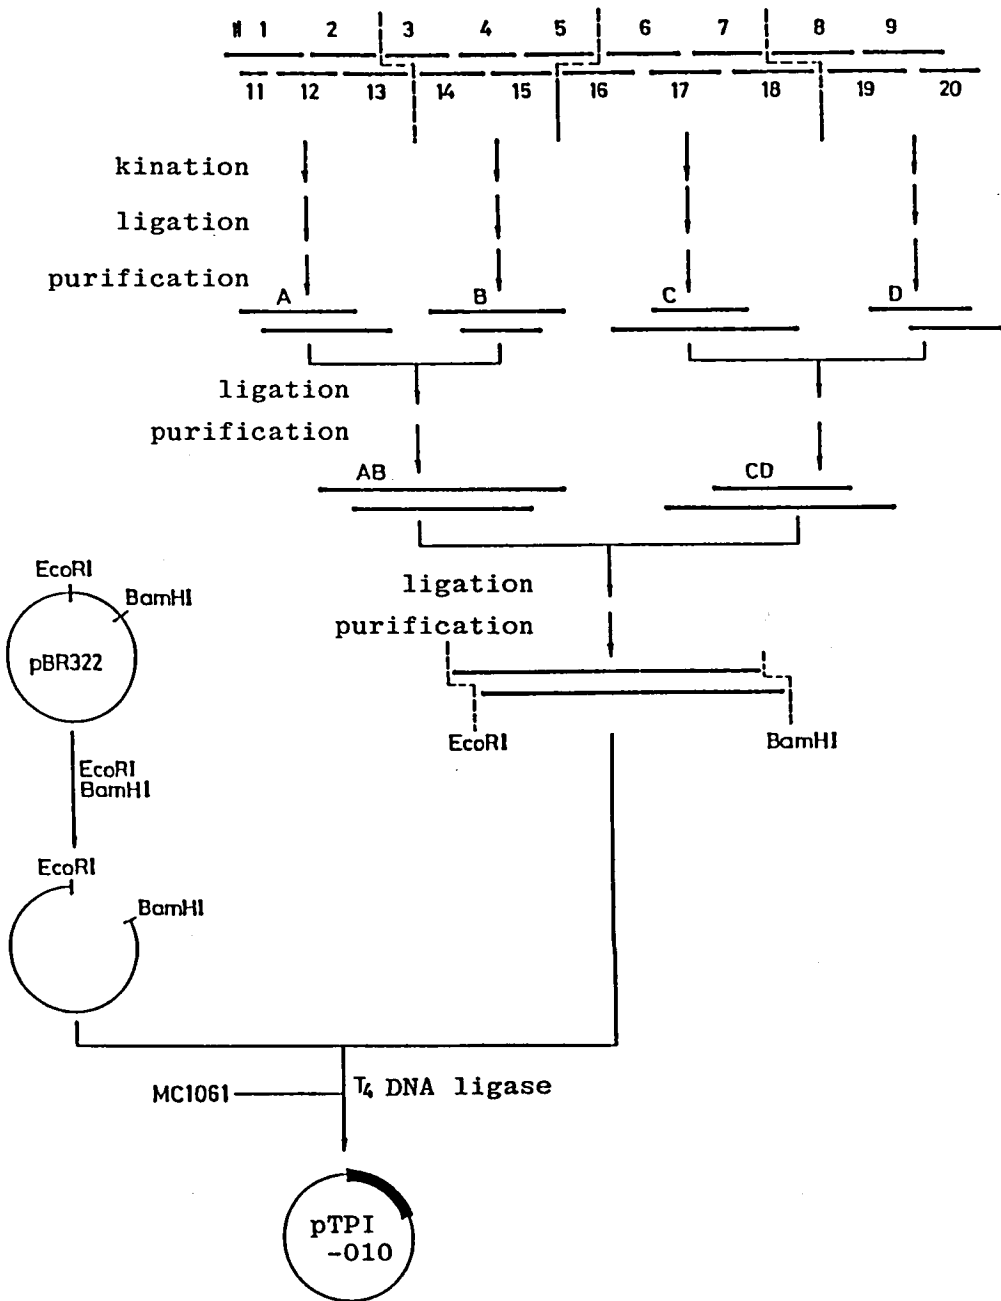 # 1 2 3 4 5 6 7 8 9
11 12 13 14 15 16 17 18 19 20
kination
ligation
purification
A B C D
ligation
purification
AB CD
ligation
purification
EcoRI BamHI
EcoRI
BamHI
pBR322
EcoRI
BamHI
EcoRI
BamHI
MC1061
T4 DNA ligase
pTPI
-010